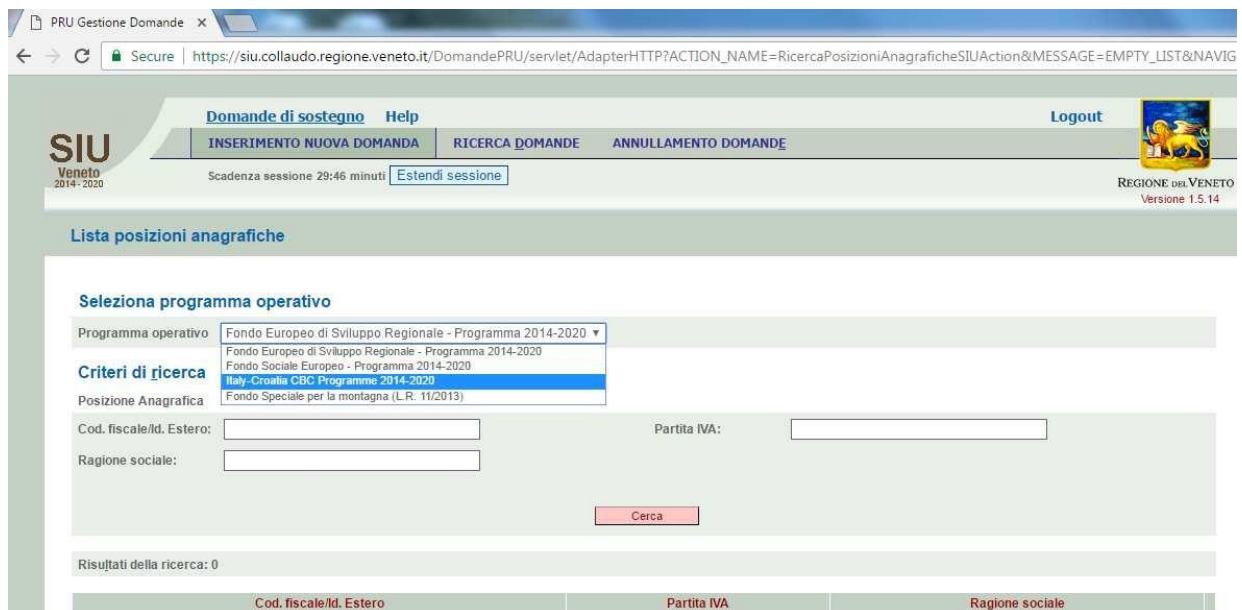 PRU Gestione Domande
Secure | https://siu.collaudo.regione.veneto.it/DomandePRU/servlet/AdapterHTTP?ACTION_NAME=RicercaPosizioniAnagraficheSIUAction&MESSAGE=EMPTY_LIST&NAVIG
Domande di sostegno Help Logout
SIU
Veneto
2014-2020
INSERIMENTO NUOVA DOMANDA RICERCA DOMANDE ANNULLAMENTO DOMANDE
Scadenza sessione 29:46 minuti Estendi sessione
REGIONE DEL VENETO
Versione 1.5.14
Lista posizioni anagrafiche
Seleziona programma operativo
Programma operativo Fondo Europeo di Sviluppo Regionale - Programma 2014-2020
Fondo Europeo di Sviluppo Regionale - Programma 2014-2020
Fondo Sociale Europeo - Programma 2014-2020
Italy-Croatia CBC Programme 2014-2020
Fondo Speciale per la montagna (L.R. 11/2013)
Criteri di ricerca
Posizione Anagrafica
Cod. fiscale/Id. Estero: Partita IVA:
Ragione sociale:
Cerca
Risultati della ricerca: 0
Cod. fiscale/Id. Estero Partita IVA Ragione sociale